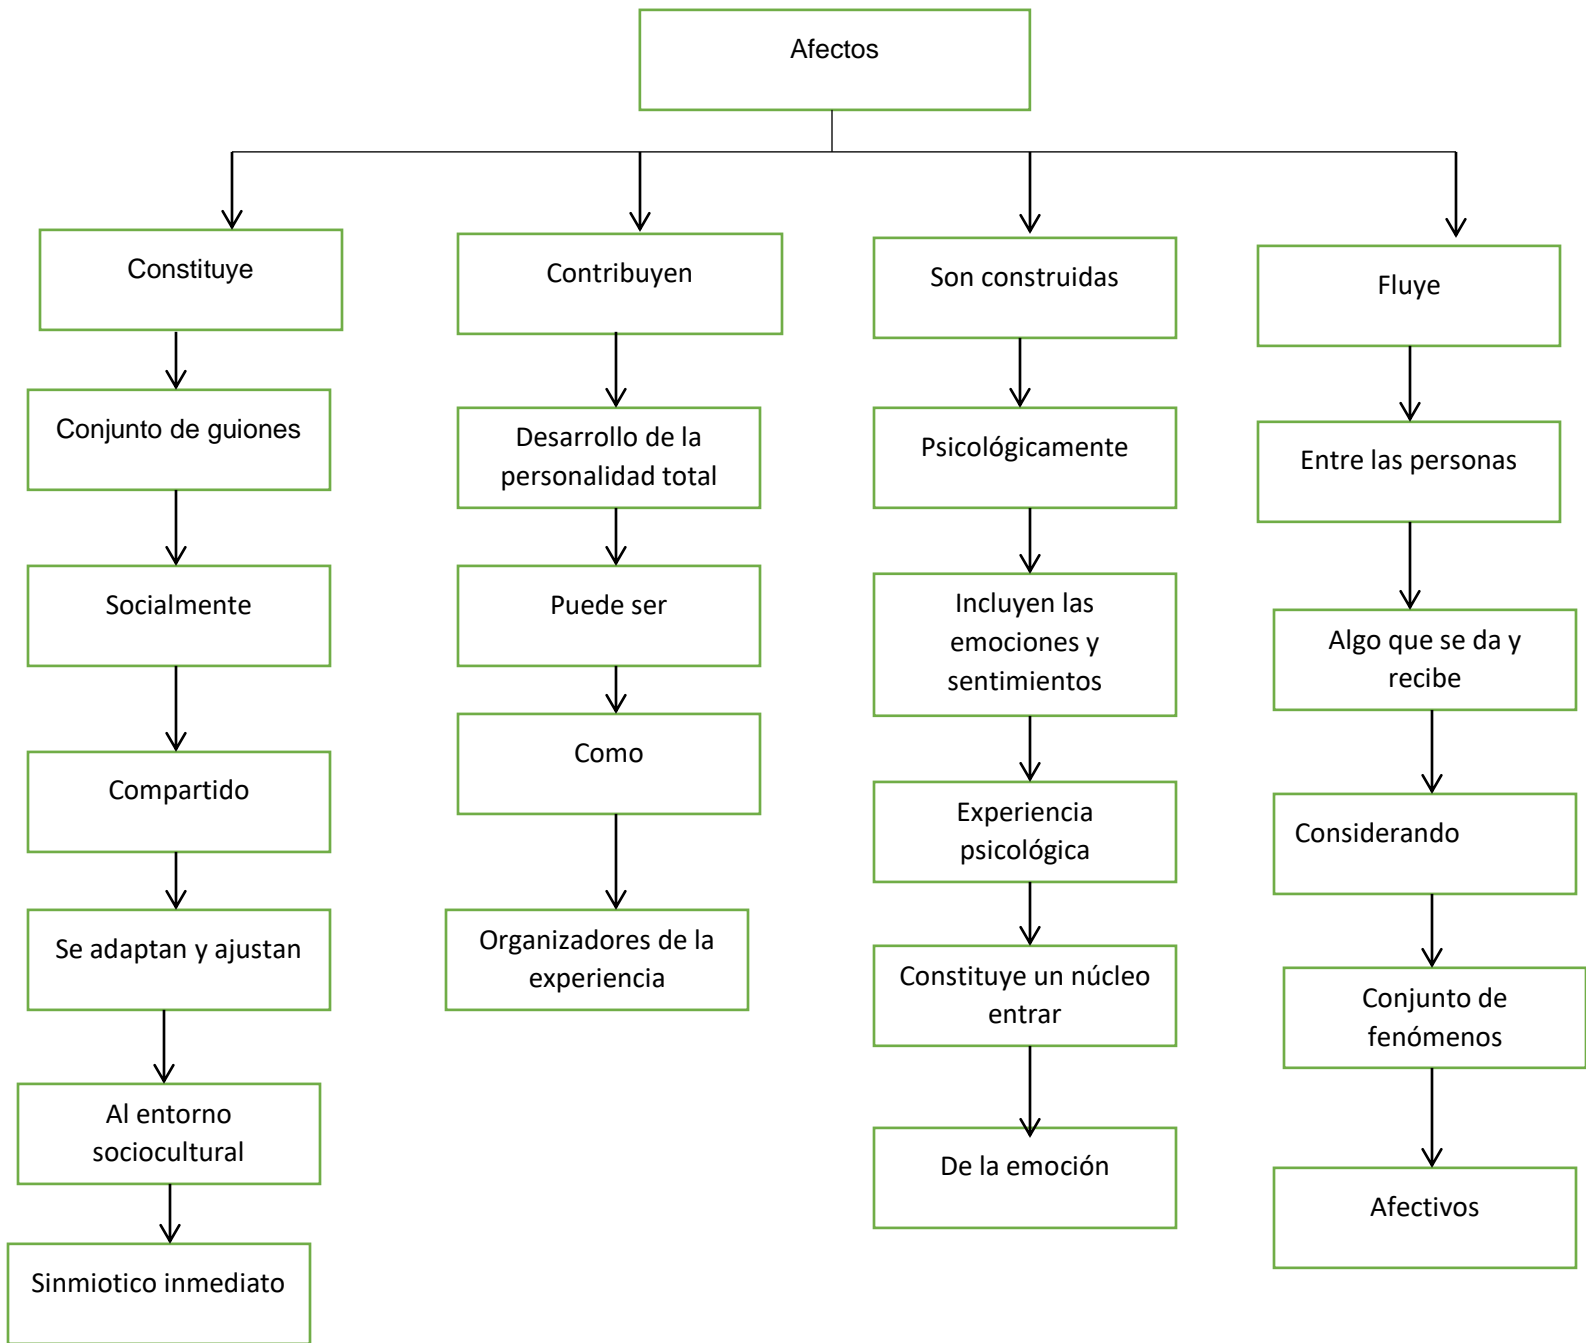 Afectos
Constituye
Conjunto de guiones
Socialmente
Compartido
Se adaptan y ajustan
Al entorno
sociocultural
Sinmiotico inmediato
Contribuyen
Desarrollo de la
personalidad total
Puede ser
Como
Organizadores de la
experiencia
Son construidas
Psicológicamente
Incluyen las
emociones y
sentimientos
Experiencia
psicológica
Constituye un núcleo
entrar
De la emoción
Fluye
Entre las personas
Algo que se da y
recibe
Considerando
Conjunto de
fenómenos
Afectivos